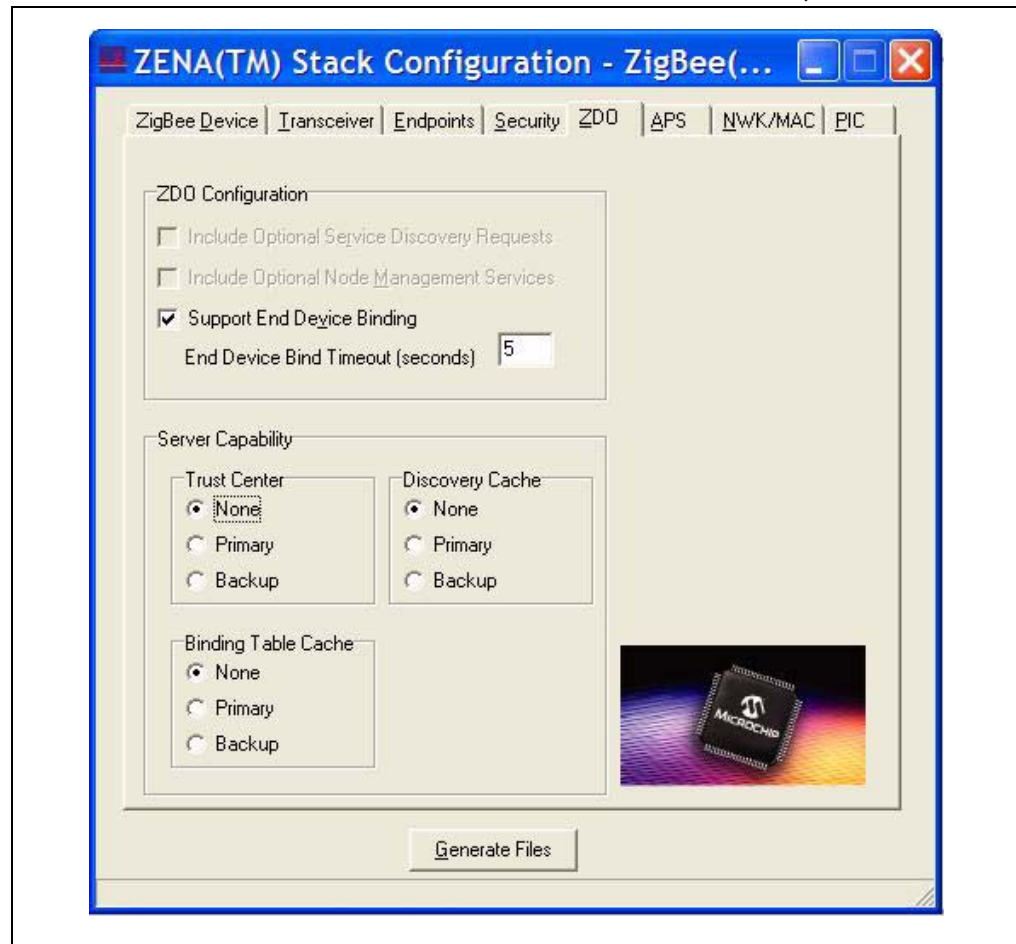 ZENA(TM) Stack Configuration - ZigBee(...
ZigBee Device Transceiver Endpoints Security ZDO APS NWK/MAC PIC
ZDO Configuration
Include Optional Service Discovery Requests
Include Optional Node Management Services
Support End Device Binding
End Device Bind Timeout (seconds) 5
Server Capability
Trust Center
None
Primary
Backup
Discovery Cache
None
Primary
Backup
Binding Table Cache
None
Primary
Backup
MICROCHIP
Generate Files